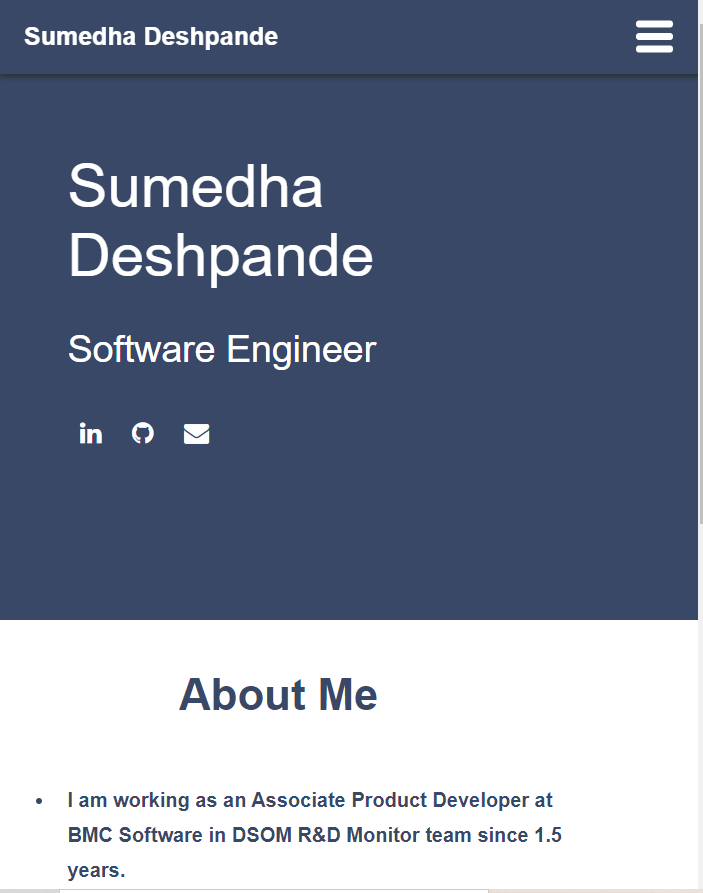 Sumedha Deshpande
Sumedha
Deshpande
Software Engineer
in
About Me
• I am working as an Associate Product Developer at
BMC Software in DSOM R&D Monitor team since 1.5
years.